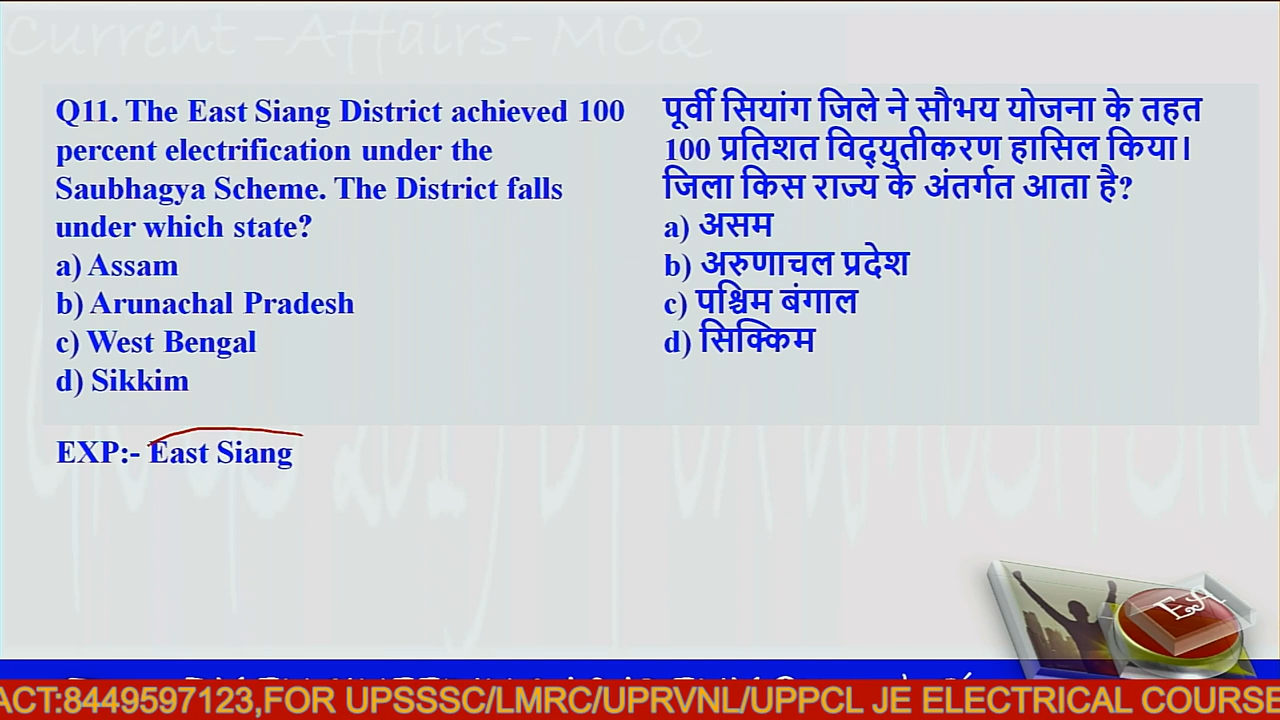 Current -Affairs- MCQ
Q11. The East Siang District achieved 100
percent electrification under the
Saubhagya Scheme. The District falls
under which state?
a) Assam
b) Arunachal Pradesh
c) West Bengal
d) Sikkim
पूर्वी सियांग जिले ने सौभय योजना के तहत
100 प्रतिशत विद्युतीकरण हासिल किया।
जिला किस राज्य के अंतर्गत आता है?
a) असम
b) अरुणाचल प्रदेश
c) पश्चिम बंगाल
d) सिक्किम
EXP:- East Siang
EA
ACT:8449597123,FOR UPSSSC/LMRC/UPRVNL/UPPCL JE ELECTRICAL COURSE